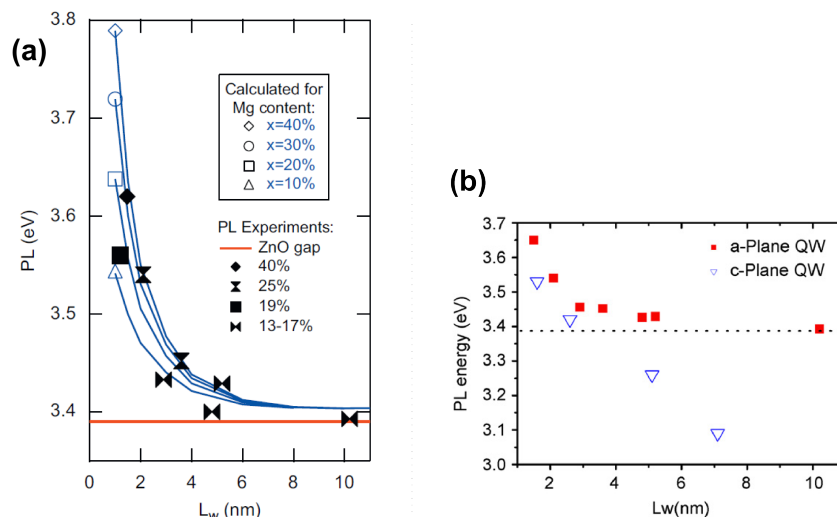 (a)
3.8
3.7
3.6
3.5
3.4
PL (eV)
Calculated for
Mg content:
x=40%
x=30%
x=20%
x=10%
PL Experiments:
ZnO gap
40%
25%
19%
13-17%
0 2 4 6 8 10
Lw (nm)
(b)
3.7
3.6
3.5
3.4
3.3
3.2
3.1
3.0
PL energy (eV)
a-Plane QW
c-Plane QW
2 4 6 8 10
Lw(nm)